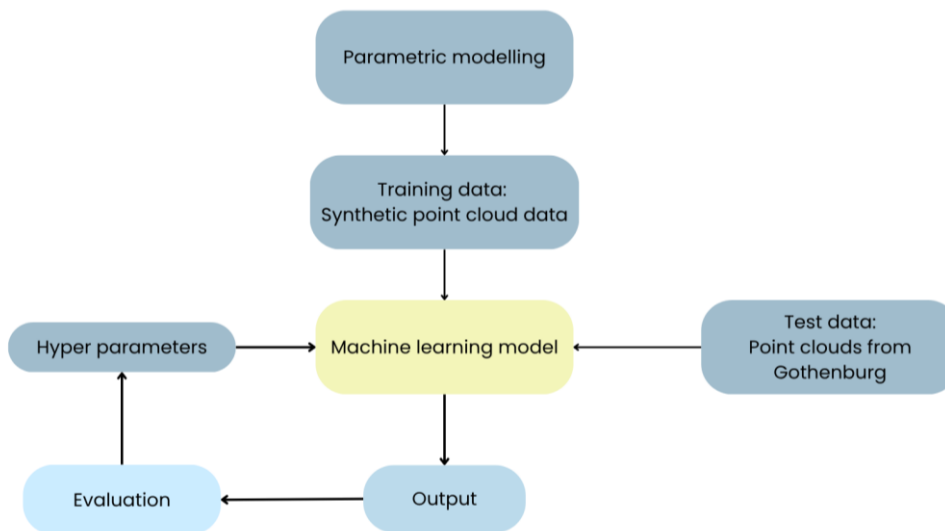 Parametric modelling
Training data:
Synthetic point cloud data
Hyper parameters
Machine learning model
Test data:
Point clouds from
Gothenburg
Evaluation
Output